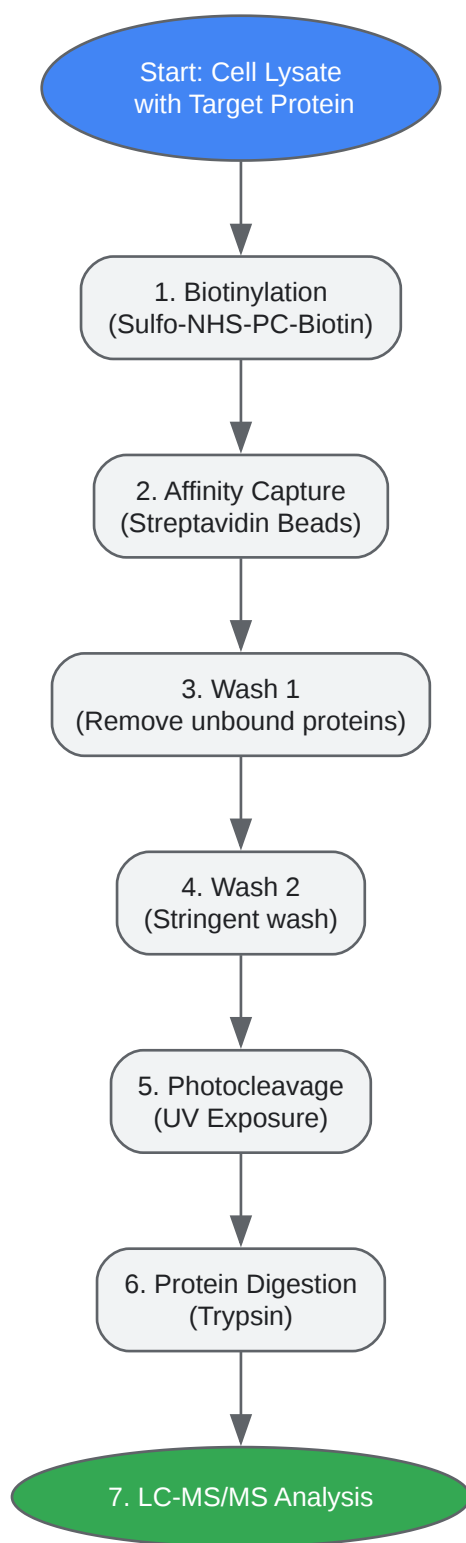 Start: Cell Lysate
with Target Protein
1. Biotinylation
(Sulfo-NHS-PC-Biotin)
2. Affinity Capture
(Streptavidin Beads)
3. Wash 1
(Remove unbound proteins)
4. Wash 2
(Stringent wash)
5. Photocleavage
(UV Exposure)
6. Protein Digestion
(Trypsin)
7. LC-MS/MS Analysis